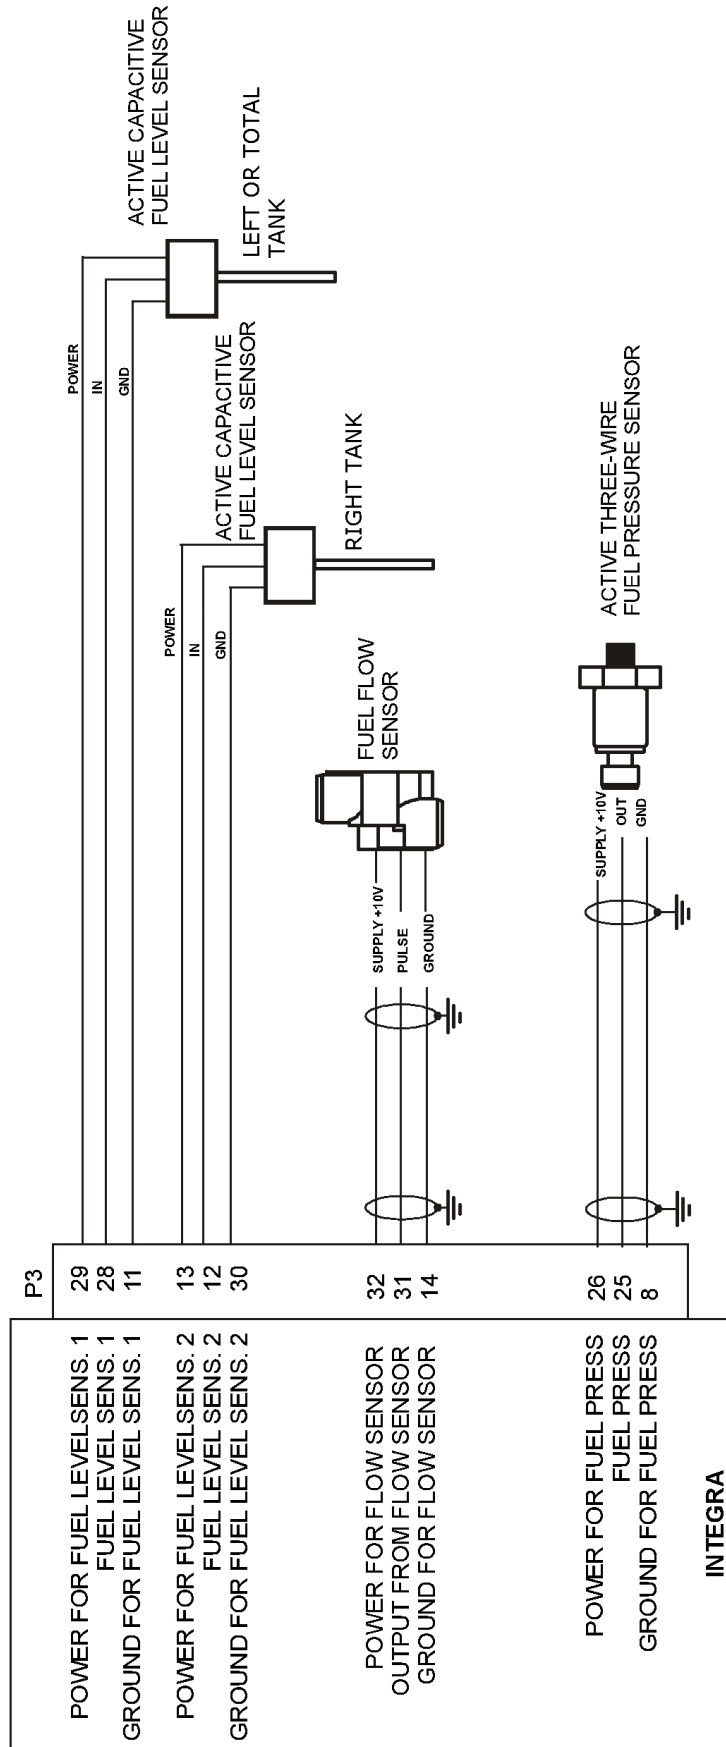 P3
POWER FOR FUEL LEVELSENS. 1
29
POWER
FUEL LEVEL SENS. 1
28
IN
GROUND FOR FUEL LEVEL SENS. 1
11
GND
ACTIVE CAPACITIVE
FUEL LEVEL SENSOR
LEFT OR TOTAL
TANK
POWER FOR FUEL LEVELSENS. 2
13
POWER
FUEL LEVEL SENS. 2
12
IN
GROUND FOR FUEL LEVEL SENS. 2
30
GND
ACTIVE CAPACITIVE
FUEL LEVEL SENSOR
RIGHT TANK
FUEL FLOW
SENSOR
POWER FOR FLOW SENSOR
32
SUPPLY +10V
OUTPUT FROM FLOW SENSOR
31
PULSE
GROUND FOR FLOW SENSOR
14
GROUND
ACTIVE THREE-WIRE
FUEL PRESSURE SENSOR
POWER FOR FUEL PRESS
26
SUPPLY +10V
FUEL PRESS
25
OUT
GROUND FOR FUEL PRESS
8
GND
INTEGRA